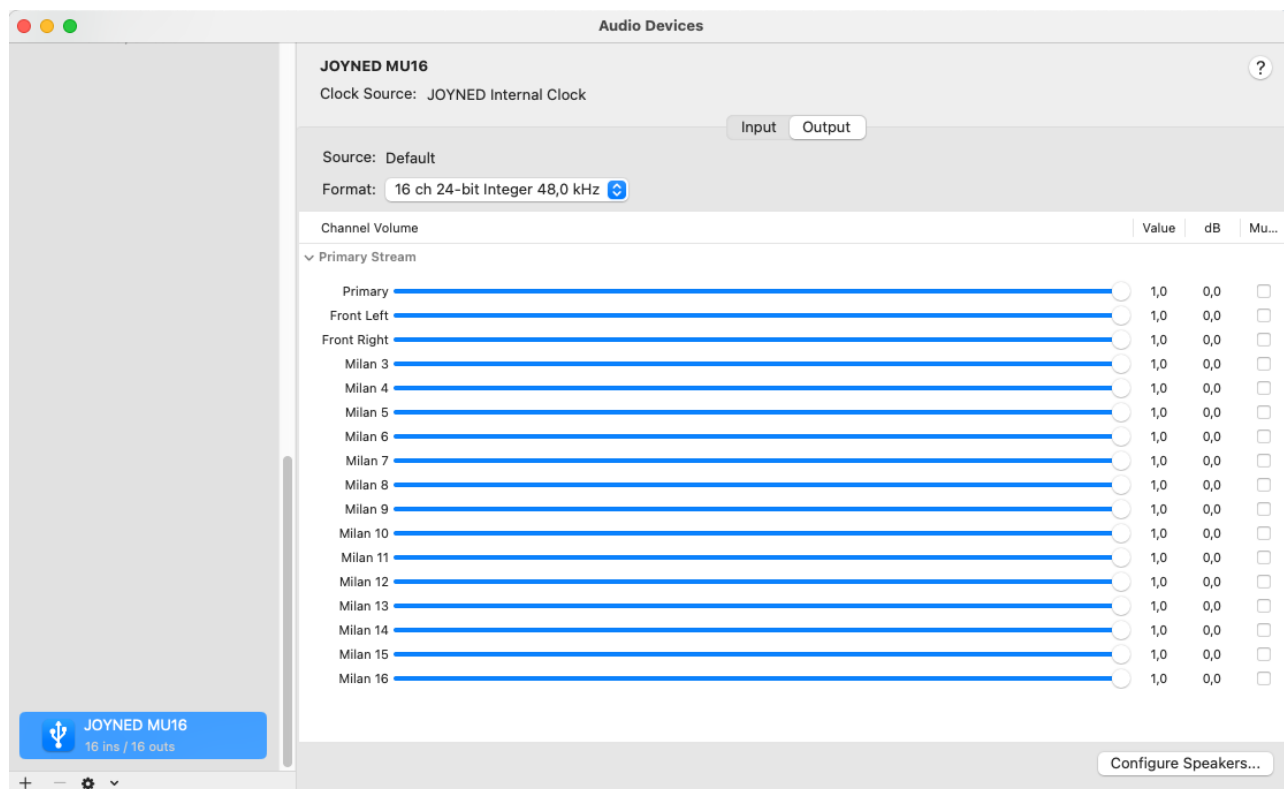 Audio Devices
JOYNED MU16
?
Clock Source: JOYNED Internal Clock
Input Output
Source: Default
Format: 16 ch 24-bit Integer 48,0 kHz
Channel Volume Value dB Mu...
Primary Stream
Primary 1,0 0,0
Front Left 1,0 0,0
Front Right 1,0 0,0
Milan 3 1,0 0,0
Milan 4 1,0 0,0
Milan 5 1,0 0,0
Milan 6 1,0 0,0
Milan 7 1,0 0,0
Milan 8 1,0 0,0
Milan 9 1,0 0,0
Milan 10 1,0 0,0
Milan 11 1,0 0,0
Milan 12 1,0 0,0
Milan 13 1,0 0,0
Milan 14 1,0 0,0
Milan 15 1,0 0,0
Milan 16 1,0 0,0
JOYNED MU16
16 ins / 16 outs
Configure Speakers...